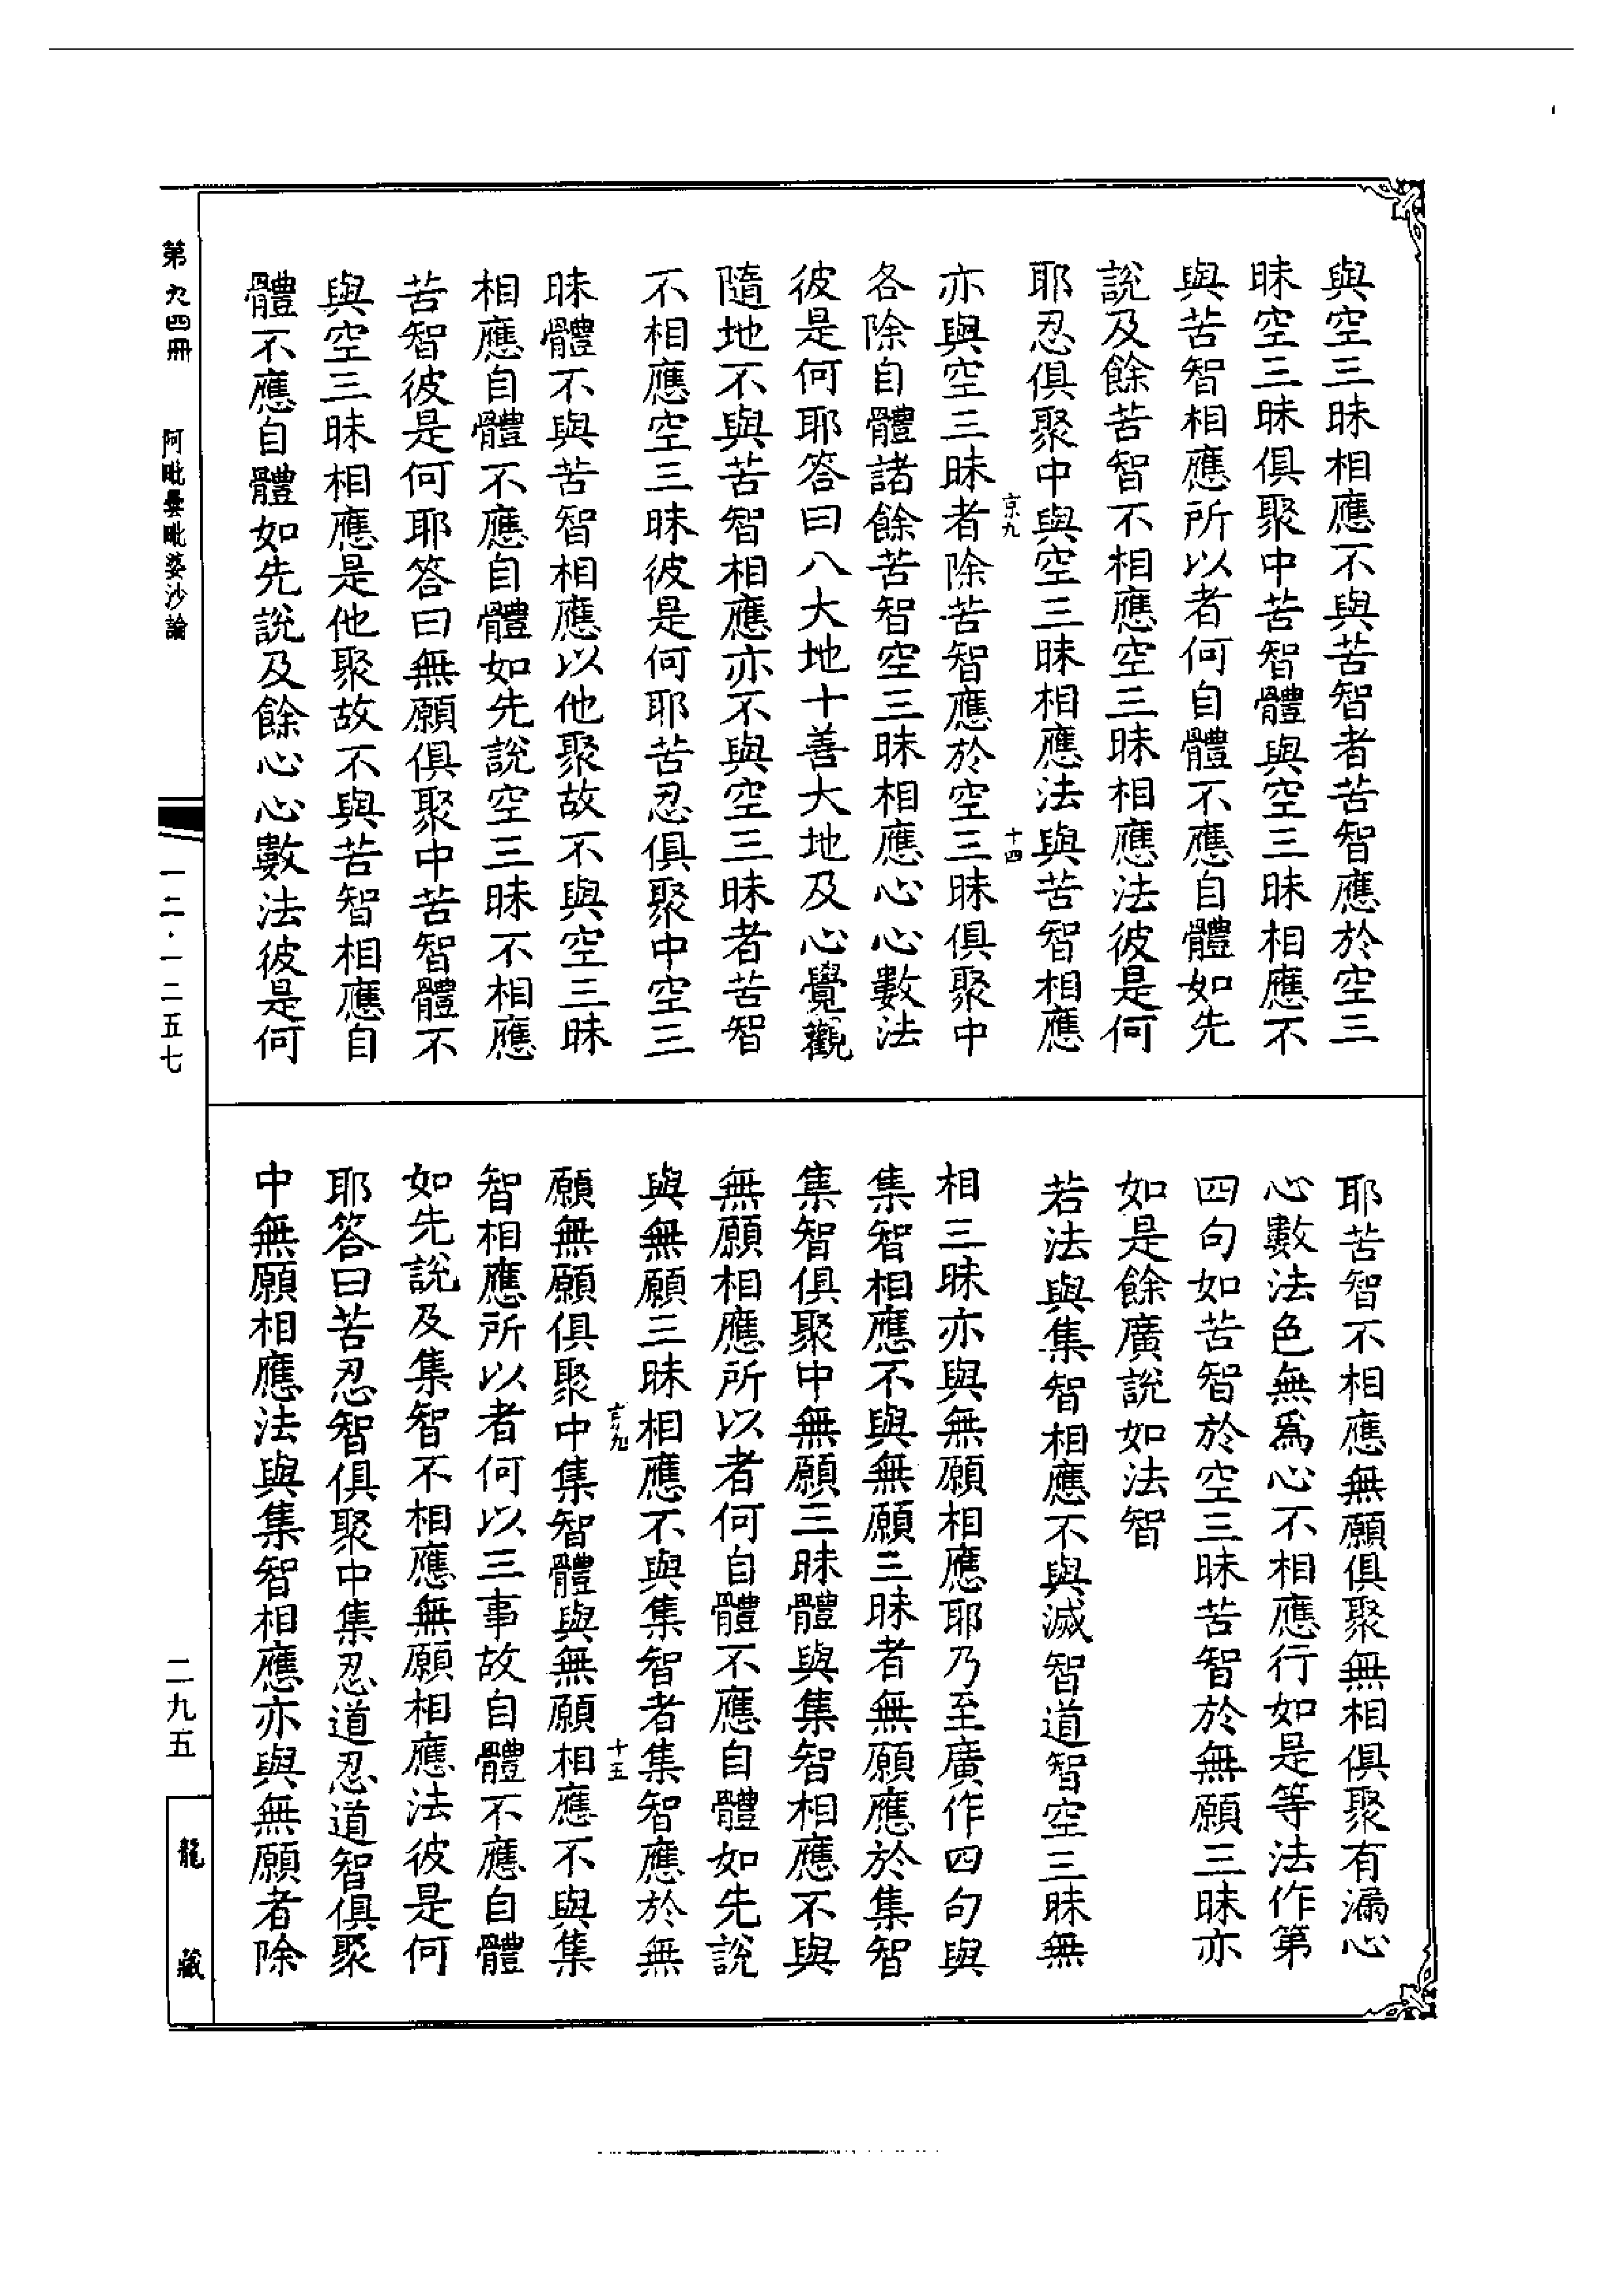 與空三昧相應不與苦智者苦智應於空三
昧空三昧俱聚中苦智體與空三昧相應不
與苦智相應所以者何自體不應自體如先
說及餘苦智不相應空三昧相應法彼是何
耶忍俱聚中與空三昧相應法與苦智相應
京九
十四
亦與空三昧者除苦智應於空三昧俱聚中
各除自體諸餘苦智空三昧相應心心數法
彼是何耶答曰八大地十善大地及心覺觀
隨地不與苦智相應亦不與空三昧者苦智
不相應空三昧彼是何耶苦忍俱聚中空三
昧體不與苦智相應以他聚故不與空三昧
相應自體不應自體如先說空三昧不相應
苦智彼是何耶答曰無願俱聚中苦智體不
與空三昧相應是他聚故不與苦智相應自
體不應自體如先說及餘心心數法彼是何
耶苦智不相應無願俱聚無相俱聚有漏心
心數法色無爲心不相應行如是等法作第
四句如苦智於空三昧苦智於無願三昧亦
如是餘廣說如法智
若法與集智相應不與滅智道智空三昧無
相三昧亦與無願相應耶乃至廣作四句與
集智相應不與無願三昧者無願應於集智
集智俱聚中無願三昧體與集智相應不與
無願相應所以者何自體不應自體如先說
與無願三昧相應不與集智者集智應於無
京九
十五
願無願俱聚中集智體與無願相應不與集
智相應所以者何以三事故自體不應自體
如先說及集智不相應無願相應法彼是何
耶答曰苦忍智俱聚中集忍道忍道智俱聚
中無願相應法與集智相應亦與無願者除
第九四冊
阿毗曇毗婆沙論
一二·一二五七
二九五
龍藏